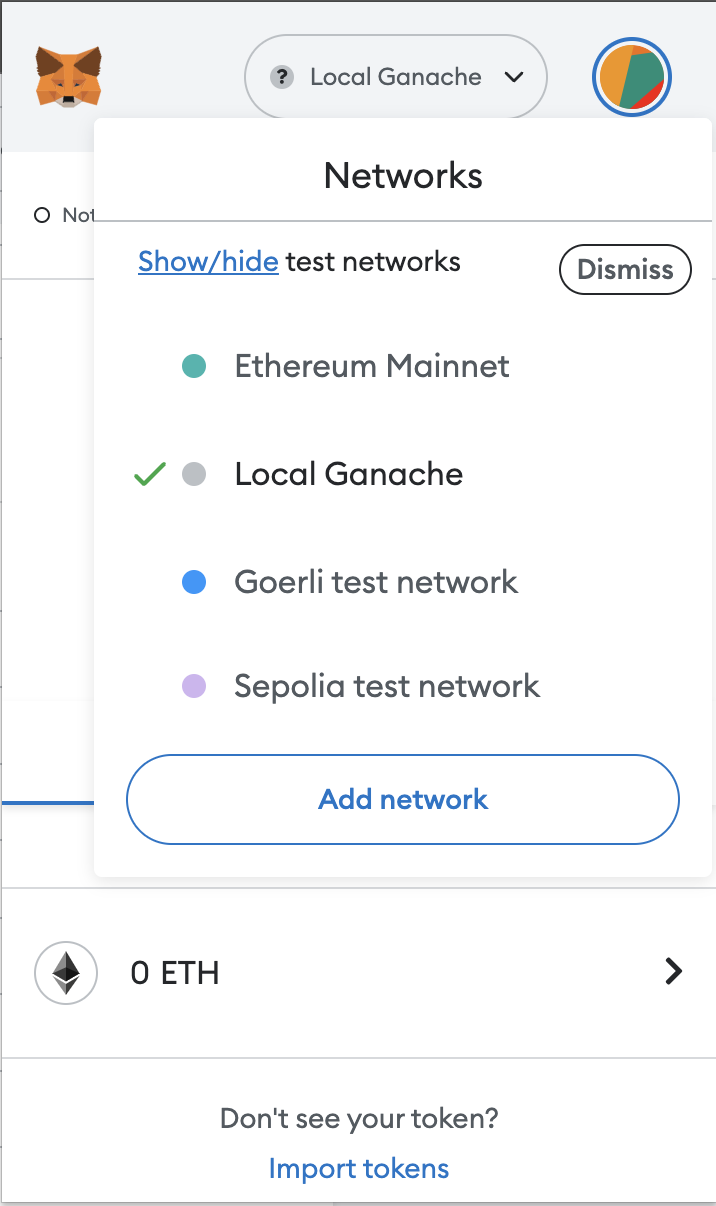 ? Local Ganache
Networks
Not
Show/hide test networks
Dismiss
Ethereum Mainnet
Local Ganache
Goerli test network
Sepolia test network
Add network
0 ETH
Don't see your token?
Import tokens